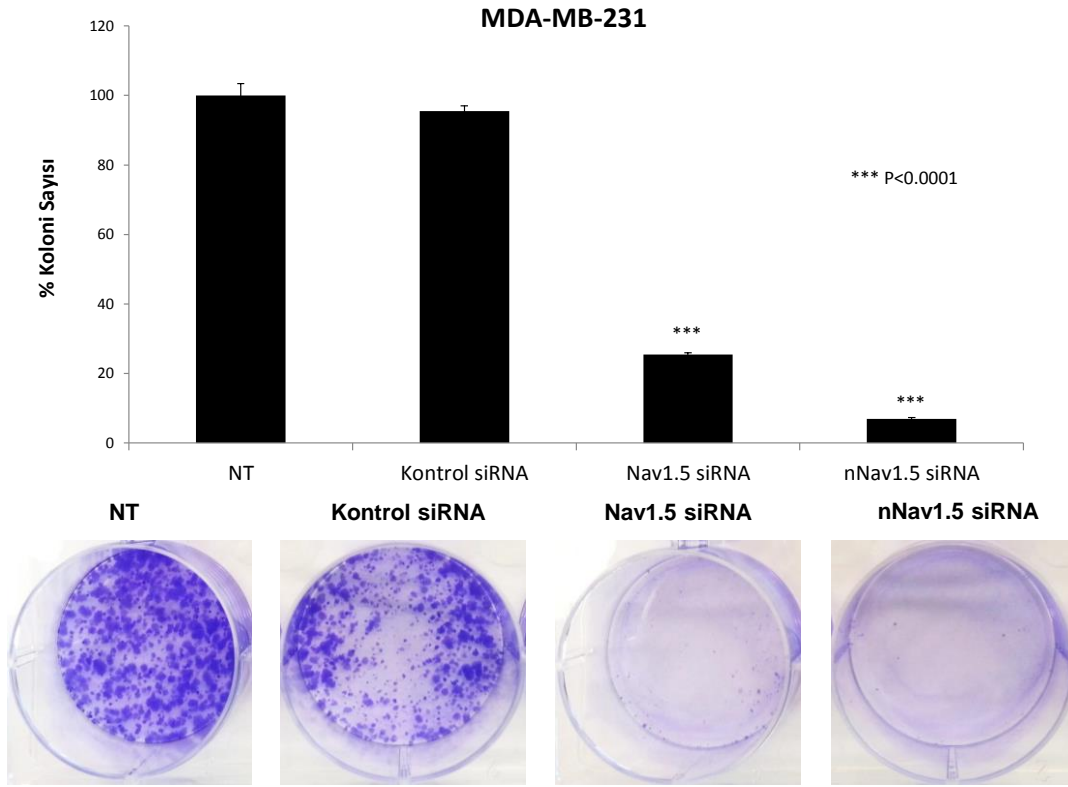 MDA-MB-231
120
100
80
60
40
20
0
% Koloni Sayısı
*** P<0.0001
***
***
NT Kontrol siRNA Nav1.5 siRNA nNav1.5 siRNA
NT Kontrol siRNA Nav1.5 siRNA nNav1.5 siRNA